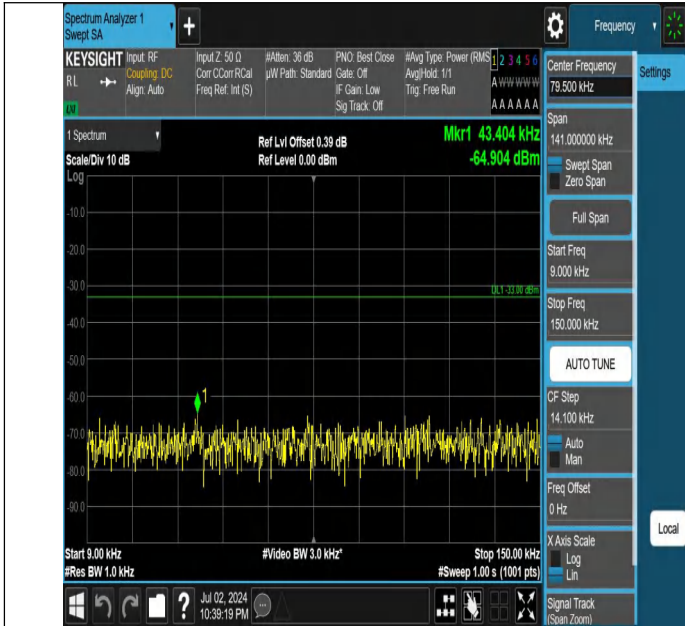 Spectrum Analyzer 1
Swept SA
Frequency
KEYSIGHT
RL
Input: RF
Coupling: DC
Align: Auto
Input Z: 50 Ω
Corr CCorr RCal
Freq Ref: Int (S)
#Atten: 36 dB
µW Path: Standard
PNO: Best Close
Gate: Off
IF Gain: Low
Sig Track: Off
#Avg Type: Power (RMS
Avg|Hold: 1/1
Trig: Free Run
1 2 3 4 5 6
A W W W W W
A A A A A A
Center Frequency
79.500 kHz
Settings
Span
141.000000 kHz
Swept Span
Zero Span
Full Span
Start Freq
9.000 kHz
Stop Freq
150.000 kHz
AUTO TUNE
CF Step
14.100 kHz
Auto
Man
Freq Offset
0 Hz
X Axis Scale
Log
Lin
Signal Track
(Span Zoom)
Local
1 Spectrum
Scale/Div 10 dB
Ref Lvl Offset 0.39 dB
Ref Level 0.00 dBm
Mkr1 43.404 kHz
-64.904 dBm
Log
-10.0
-20.0
-30.0
DL1 -33.00 dBm
-40.0
-50.0
-60.0
1
-70.0
-80.0
-90.0
Start 9.00 kHz
#Video BW 3.0 kHz*
Stop 150.00 kHz
#Res BW 1.0 kHz
#Sweep 1.00 s (1001 pts)
?
Jul 02, 2024
10:39:19 PM